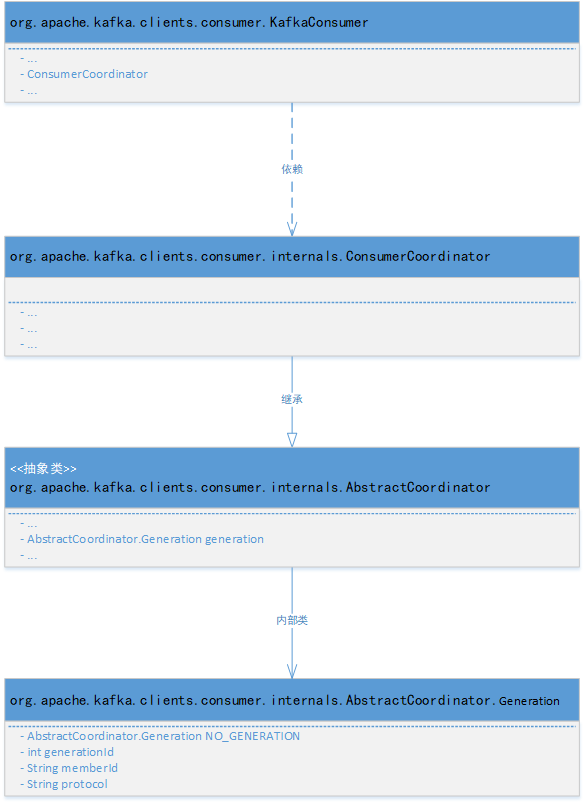 org.apache.kafka.clients.consumer.KafkaConsumer
- ...
- ConsumerCoordinator
- ...
依赖
org.apache.kafka.clients.consumer.internals.ConsumerCoordinator
- ...
- ...
- ...
继承
<<抽象类>>
org.apache.kafka.clients.consumer.internals.AbstractCoordinator
- ...
- AbstractCoordinator.Generation generation
- ...
内部类
org.apache.kafka.clients.consumer.internals.AbstractCoordinator.Generation
- AbstractCoordinator.Generation NO_GENERATION
- int generationId
- String memberId
- String protocol